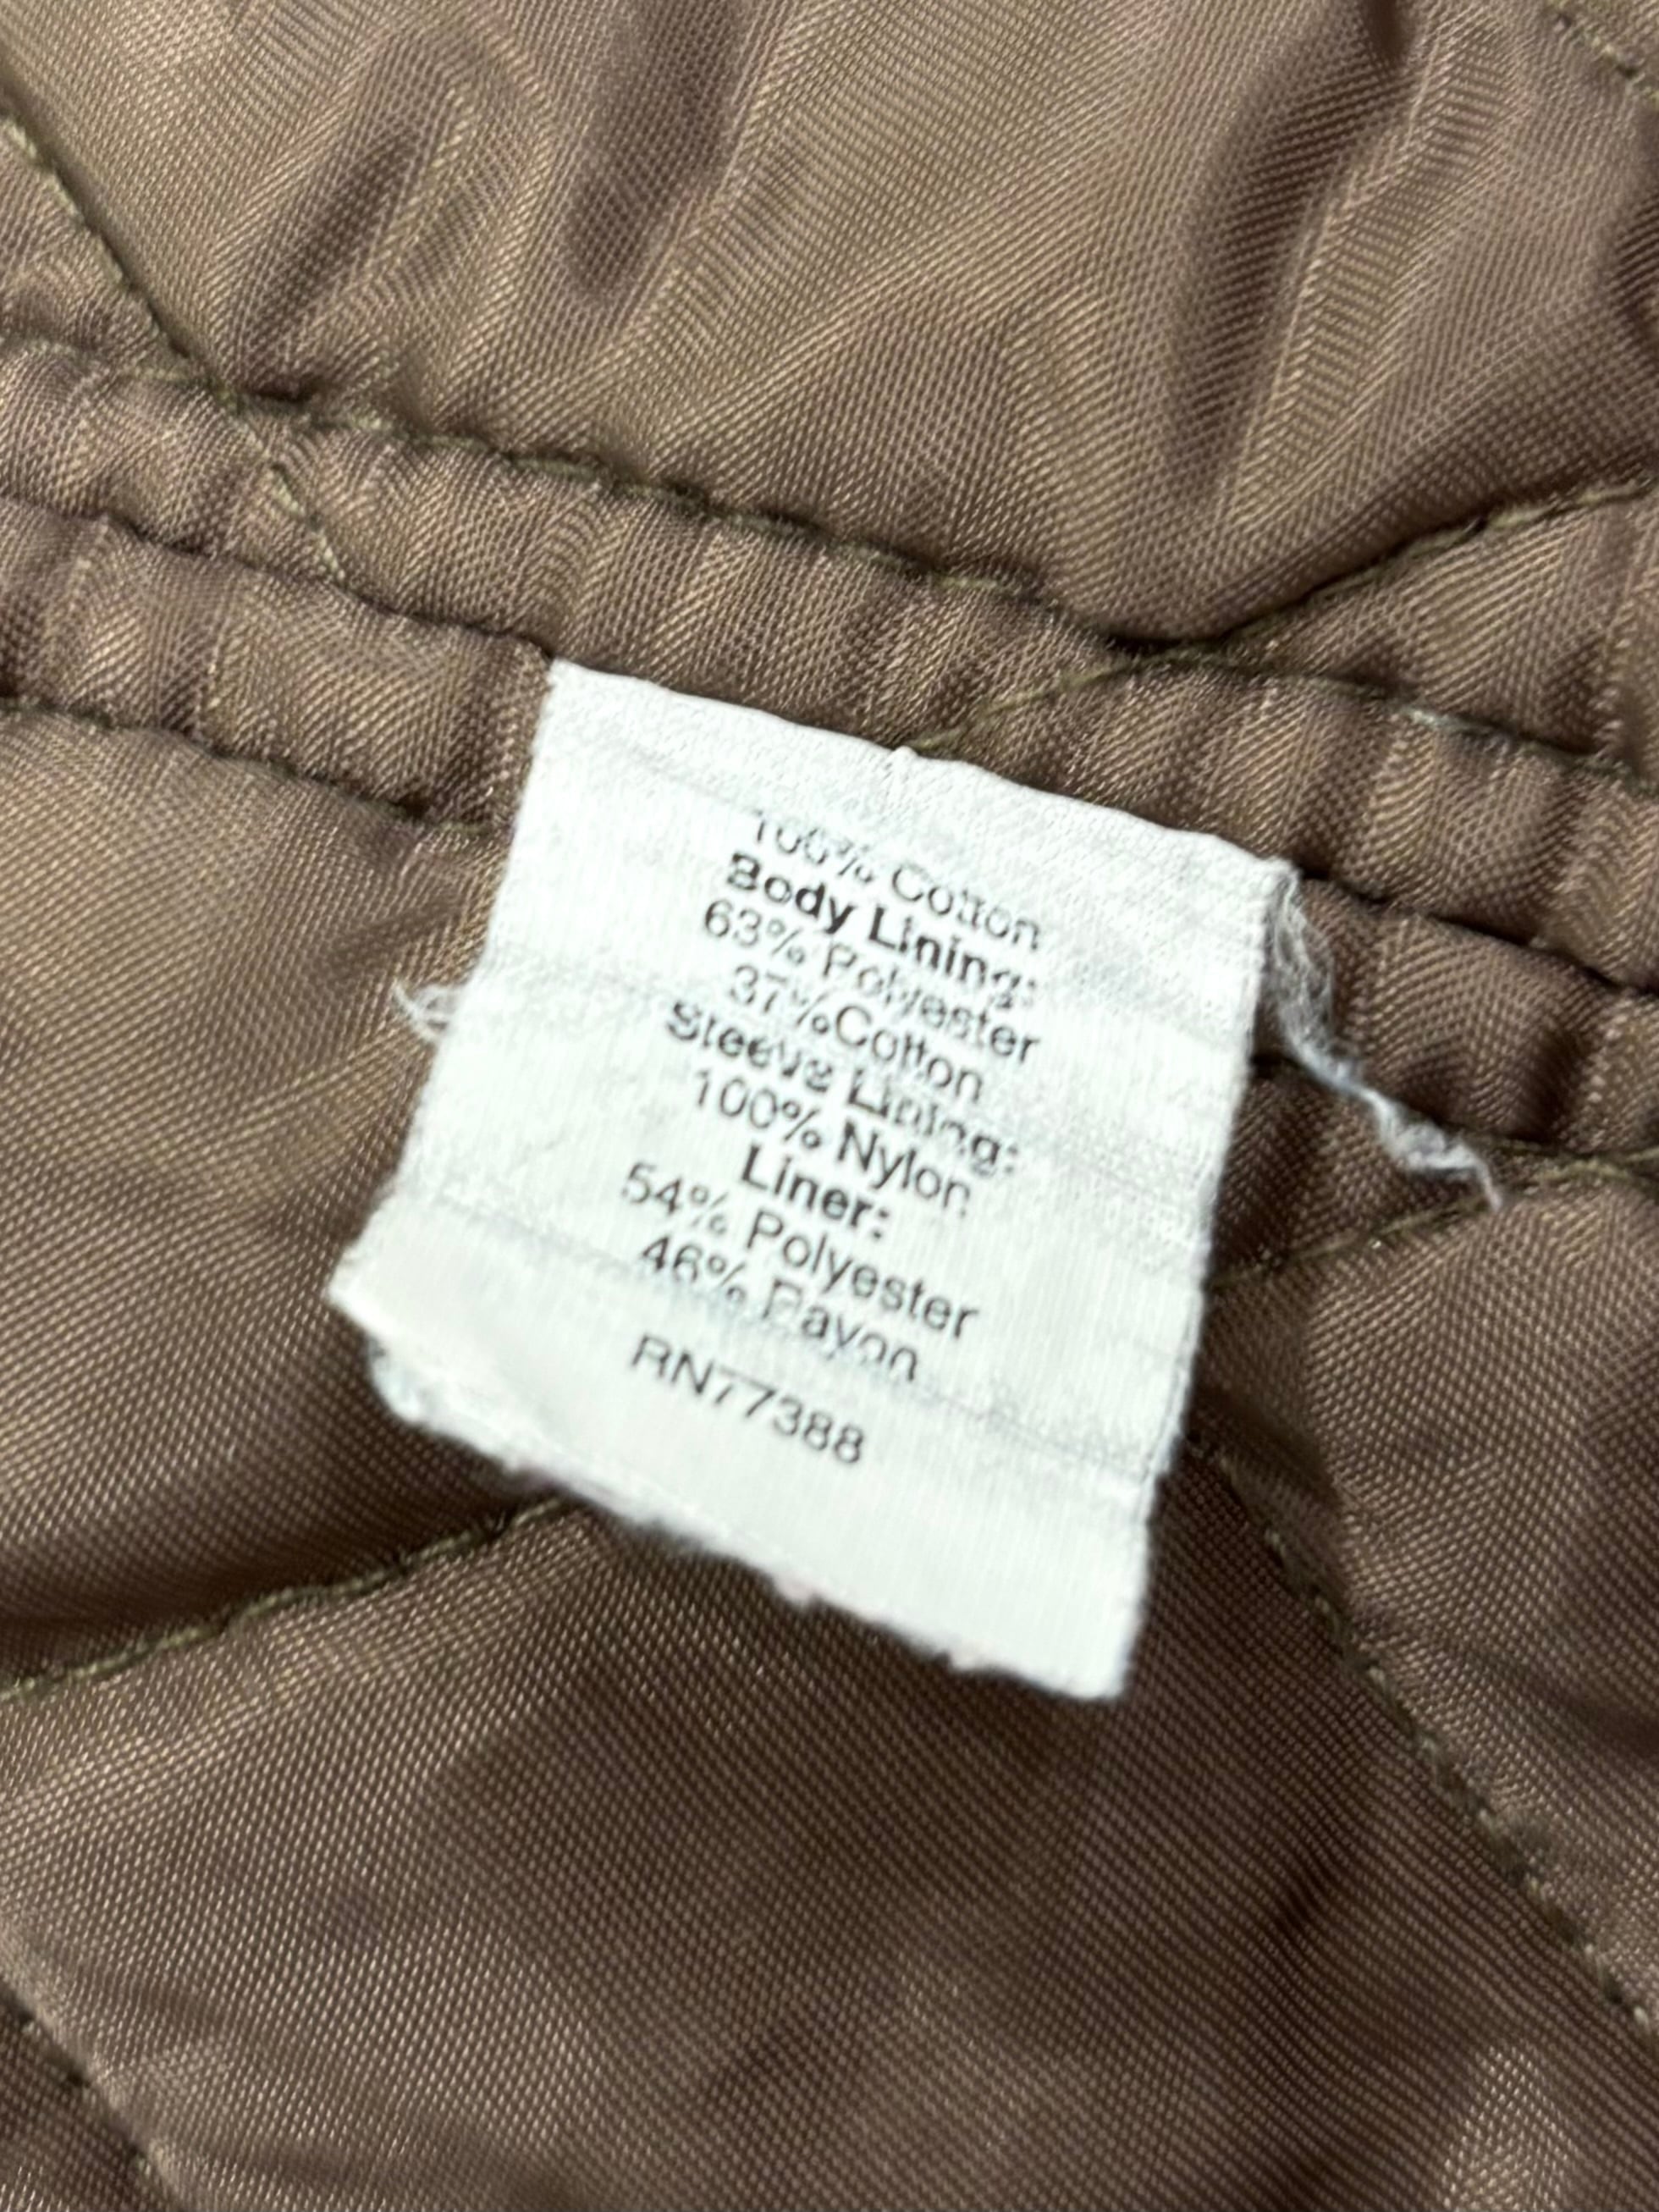 100% Cotton
Body Lining:
63% Polyester
37%Cotton
Sleeve Lining:
100% Nylon
Liner:
54% Polyester
46% Rayon
RN77388